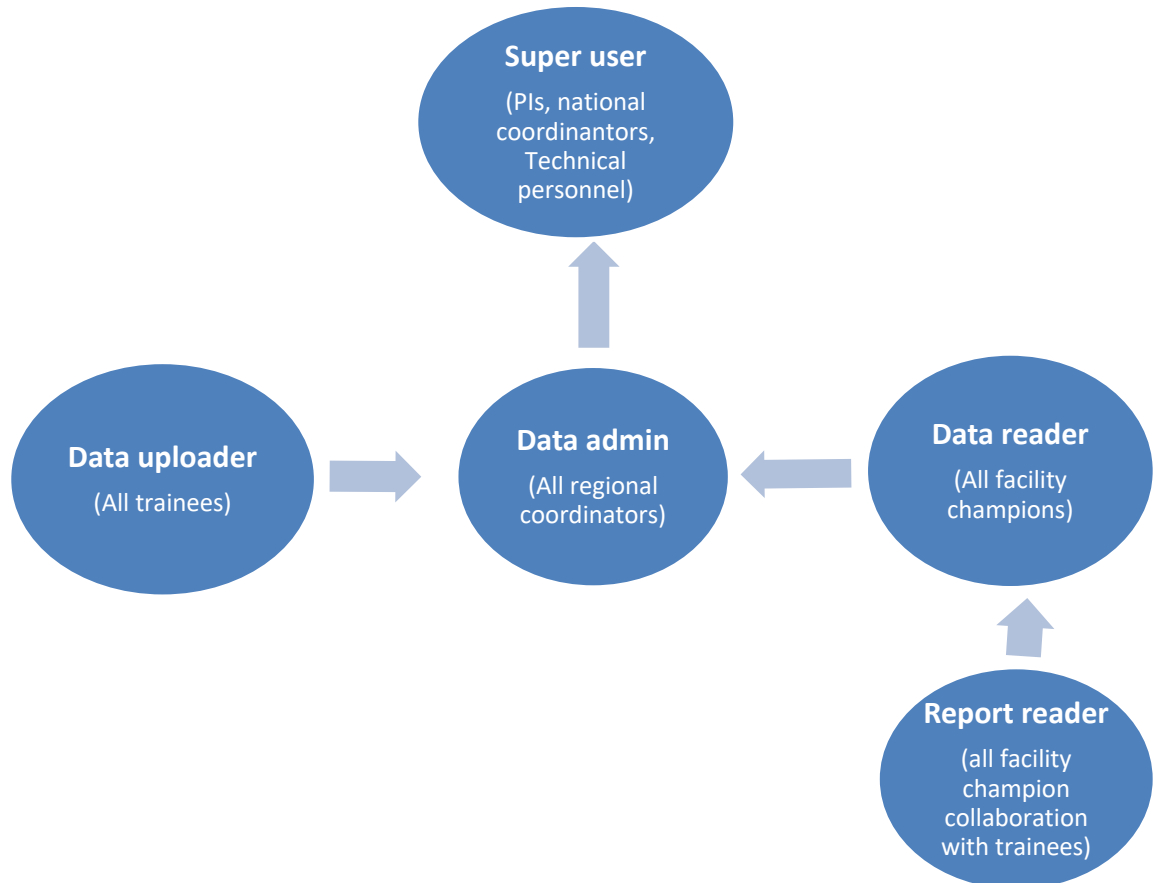 Super user
(PIs, national
coordinantors,
Technical
personnel)
Data uploader
(All trainees)
Data admin
(All regional
coordinators)
Data reader
(All facility
champions)
Report reader
(all facility
champion
collaboration
with trainees)